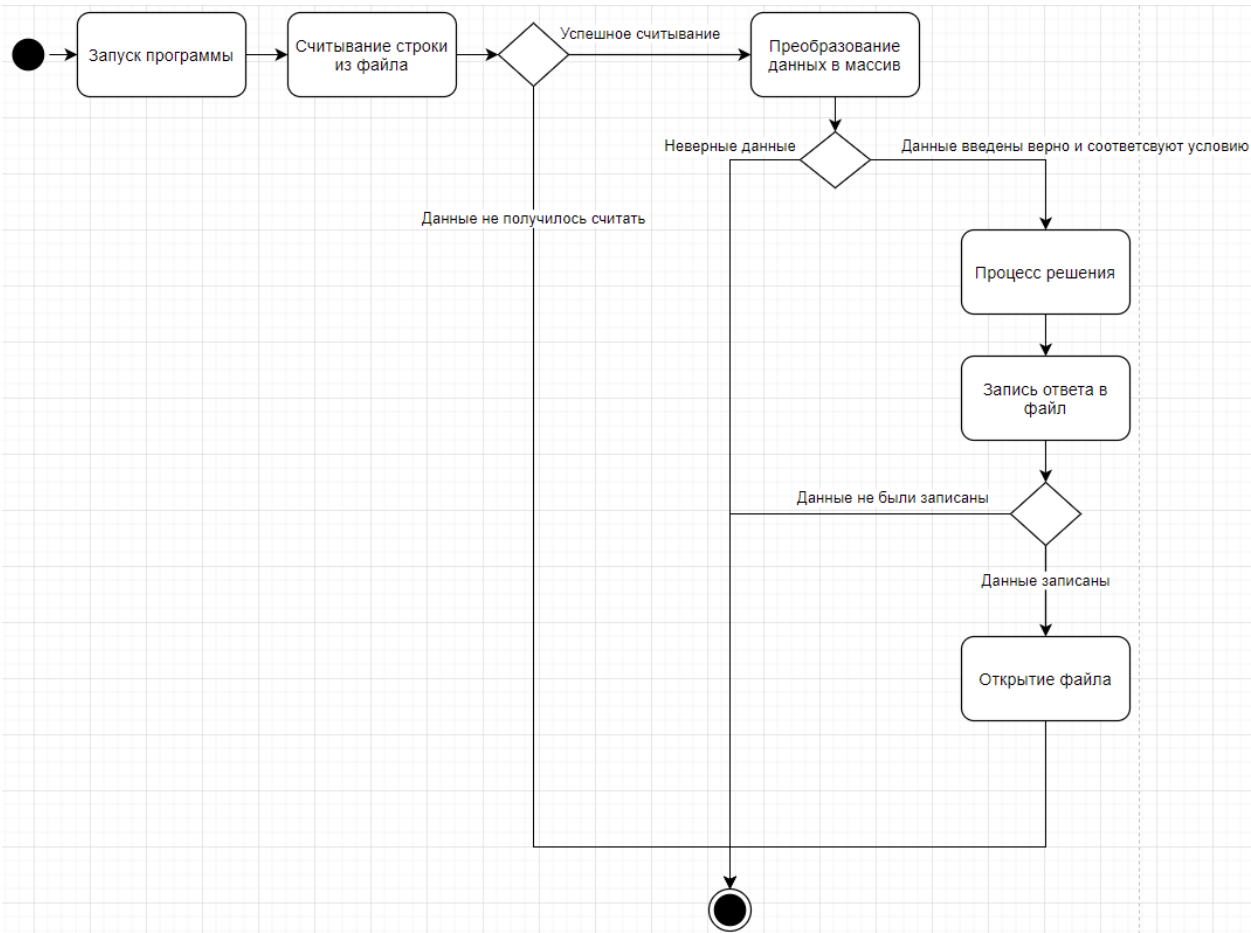 Запуск программы
Считывание строки
из файла
Успешное считывание
Преобразование
данных в массив
Неверные данные
Данные введены верно и соответсвуют условию
Данные не получилось считать
Процесс решения
Запись ответа в
файл
Данные не были записаны
Данные записаны
Открытие файла